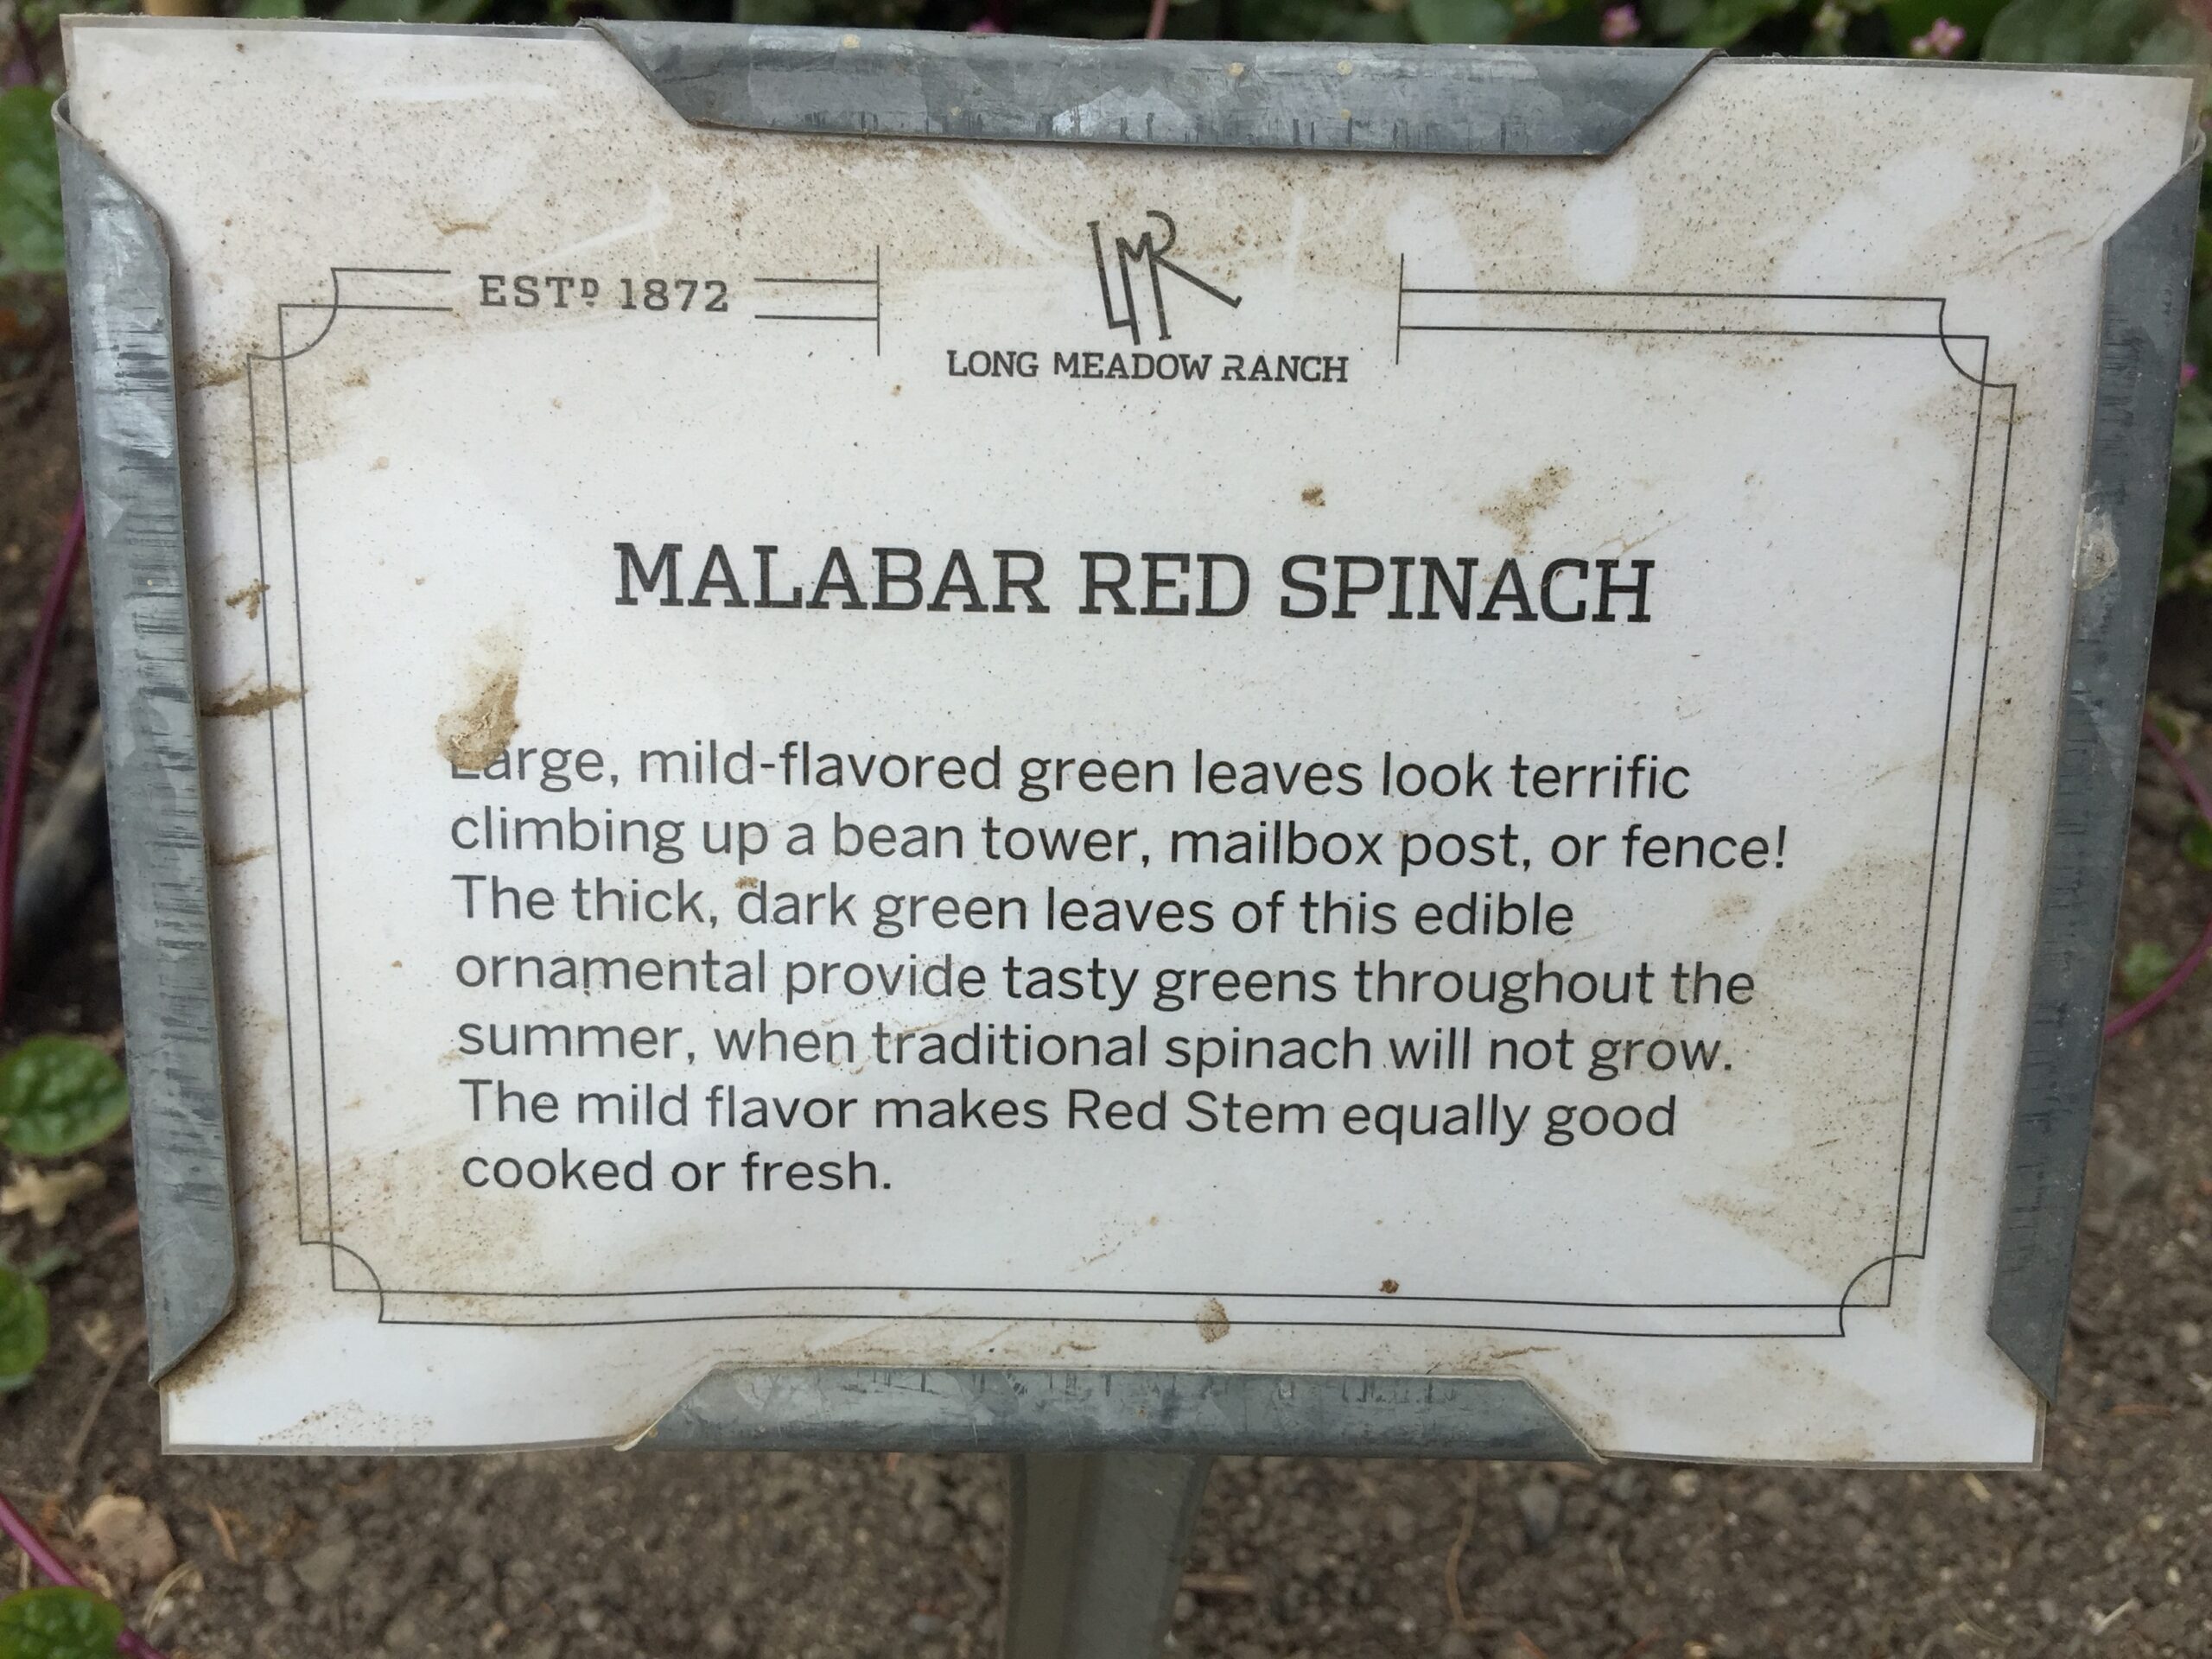 ESTD 1872
LMR
LONG MEADOW RANCH
MALABAR RED SPINACH
Large, mild-flavored green leaves look terrific
climbing up a bean tower, mailbox post, or fence!
The thick, dark green leaves of this edible
ornamental provide tasty greens throughout the
summer, when traditional spinach will not grow.
The mild flavor makes Red Stem equally good
cooked or fresh.